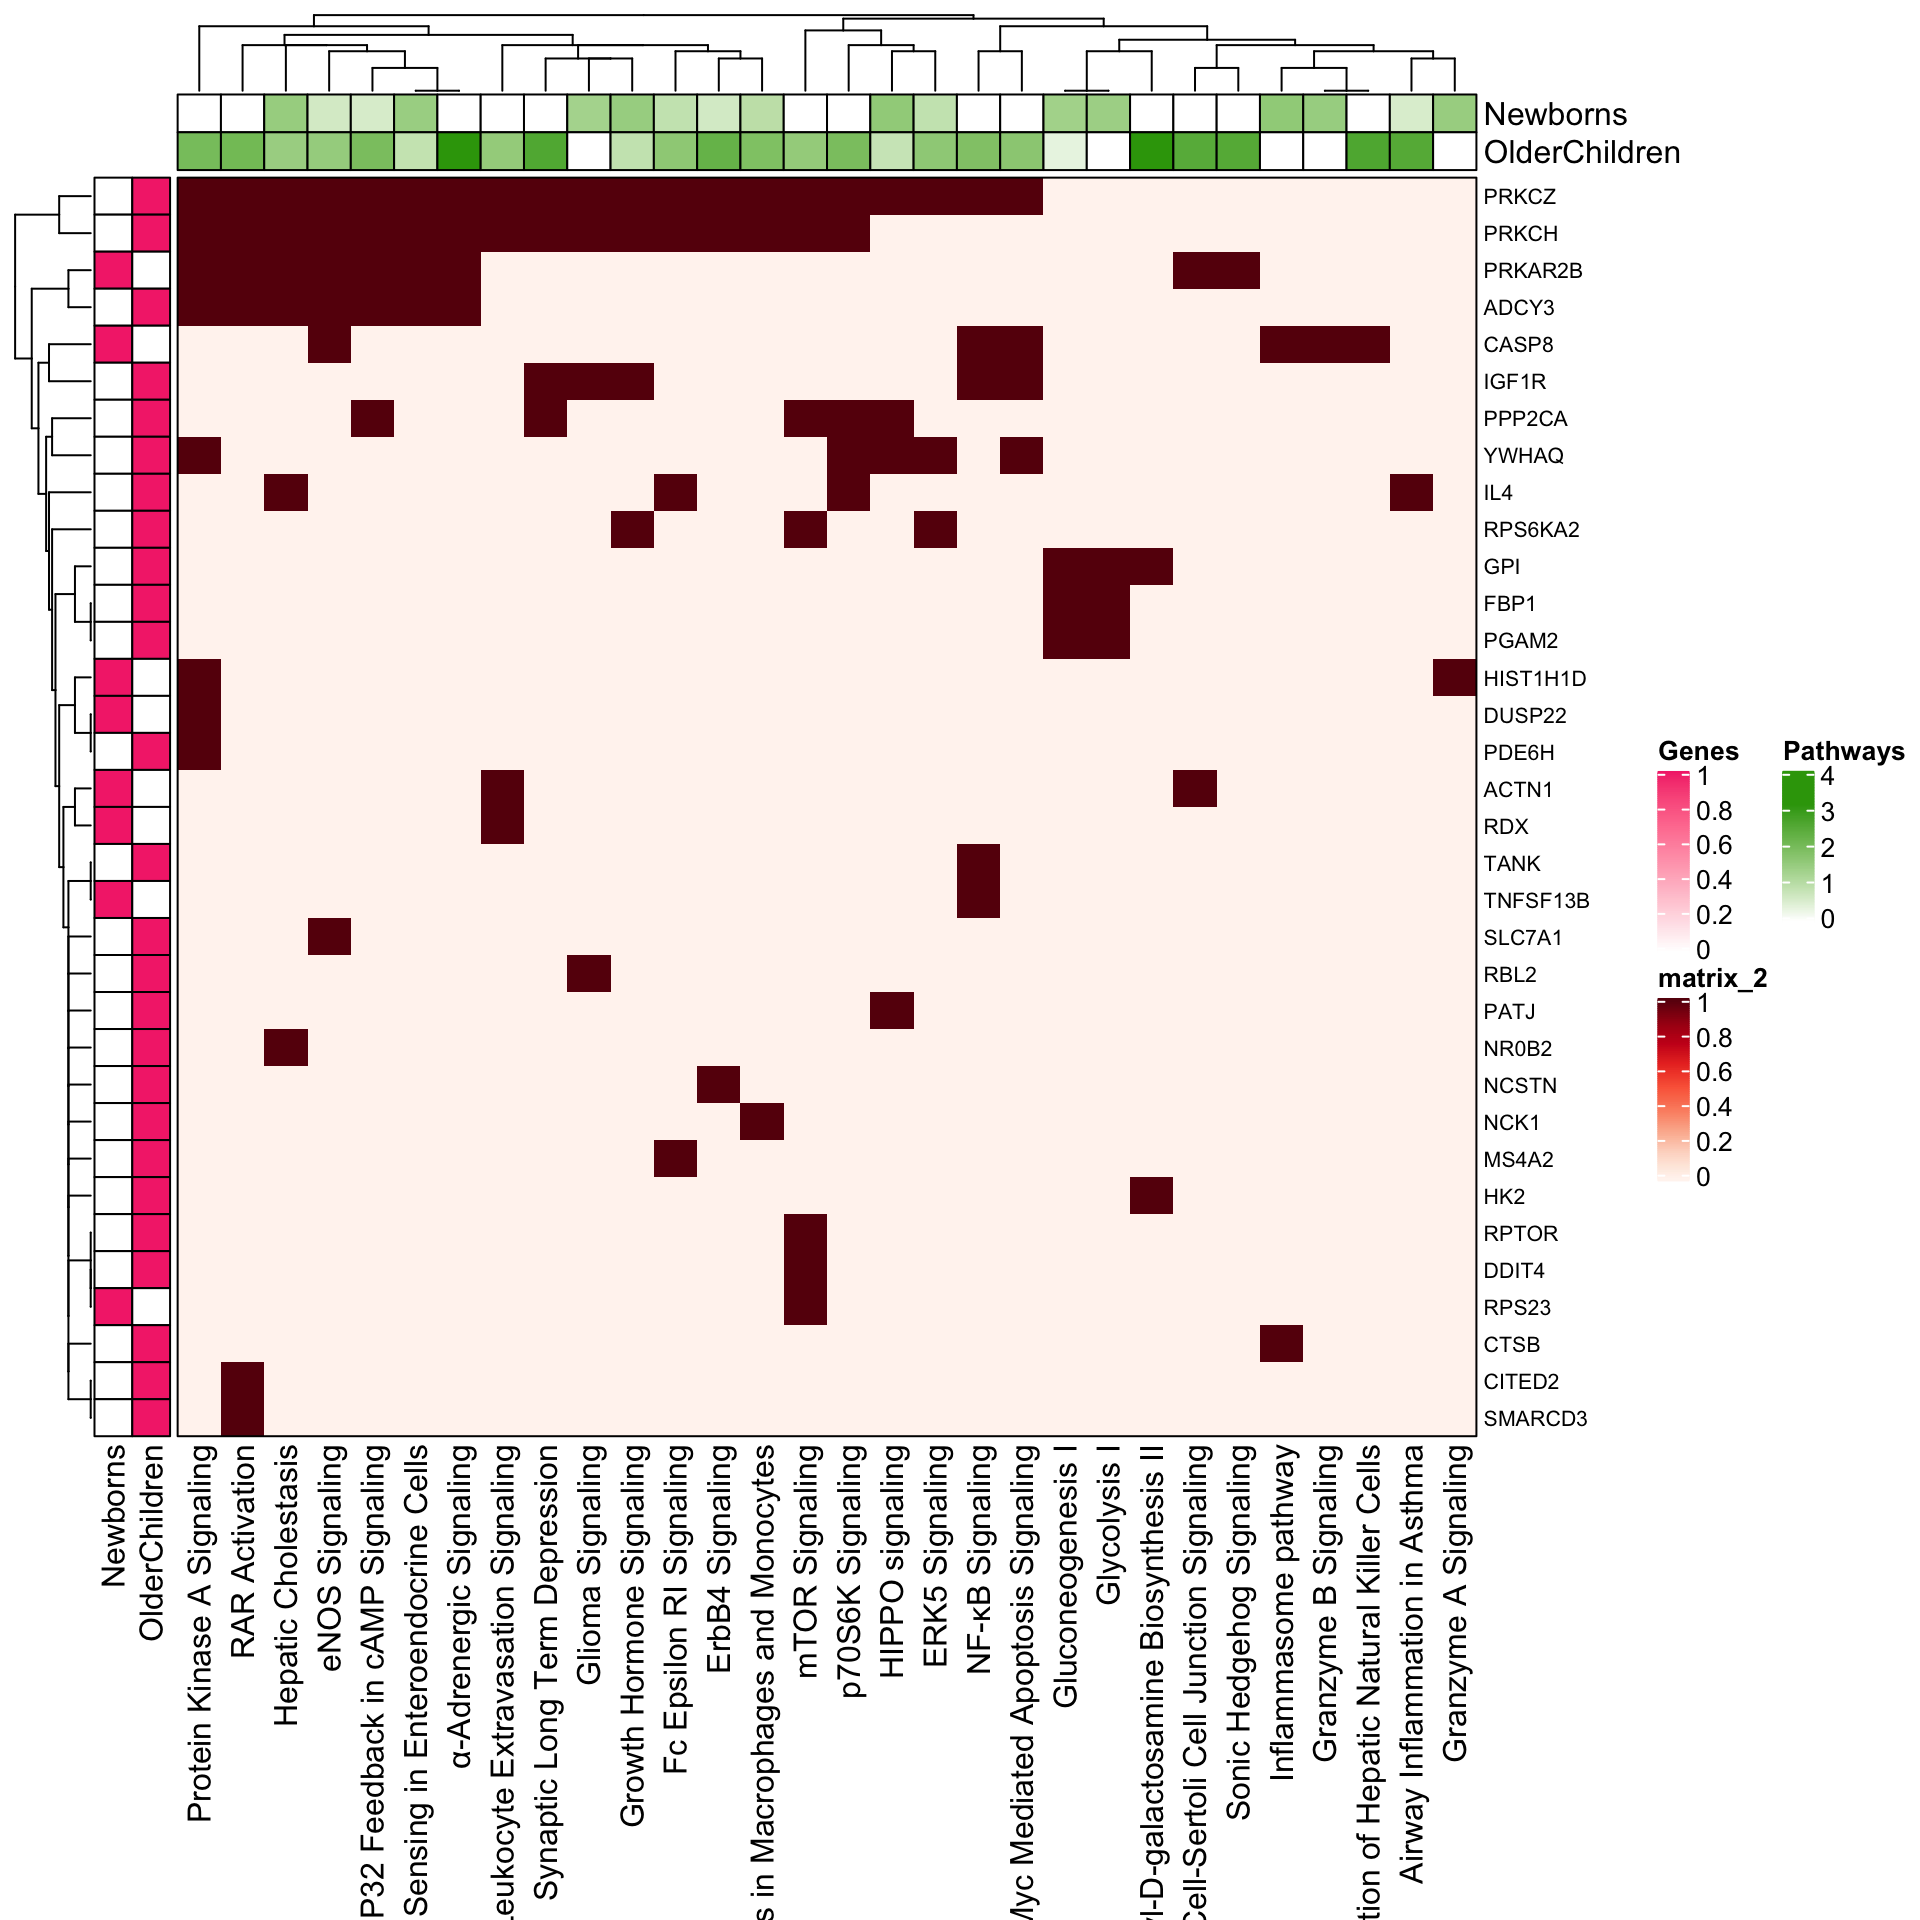 Newborns
OlderChildren
PRKCZ
PRKCH
PRKAR2B
ADCY3
CASP8
IGF1R
PPP2CA
YWHAQ
IL4
RPS6KA2
GPI
FBP1
PGAM2
HIST1H1D
DUSP22
PDE6H
ACTN1
RDX
TANK
TNFSF13B
SLC7A1
RBL2
PATJ
NR0B2
NCSTN
NCK1
MS4A2
HK2
RPTOR
DDIT4
RPS23
CTSB
CITED2
SMARCD3
Genes
1
0.8
0.6
0.4
0.2
0
Pathways
4
3
2
1
0
matrix_2
1
0.8
0.6
0.4
0.2
0
Newborns
OlderChildren
Protein Kinase A Signaling
RAR Activation
Hepatic Cholestasis
eNOS Signaling
P32 Feedback in cAMP Signaling
Sensing in Enteroendocrine Cells
α-Adrenergic Signaling
Extravasation Signaling
Synaptic Long Term Depression
Glioma Signaling
Growth Hormone Signaling
Fc Epsilon RI Signaling
ErbB4 Signaling
s in Macrophages and Monocytes
mTOR Signaling
p70S6K Signaling
HIPPO signaling
ERK5 Signaling
NF-κB Signaling
Myc Mediated Apoptosis Signaling
Gluconeogenesis I
Glycolysis I
yl-D-galactosamine Biosynthesis II
Cell-Sertoli Cell Junction Signaling
Sonic Hedgehog Signaling
Inflammasome pathway
Granzyme B Signaling
tion of Hepatic Natural Killer Cells
Airway Inflammation in Asthma
Granzyme A Signaling